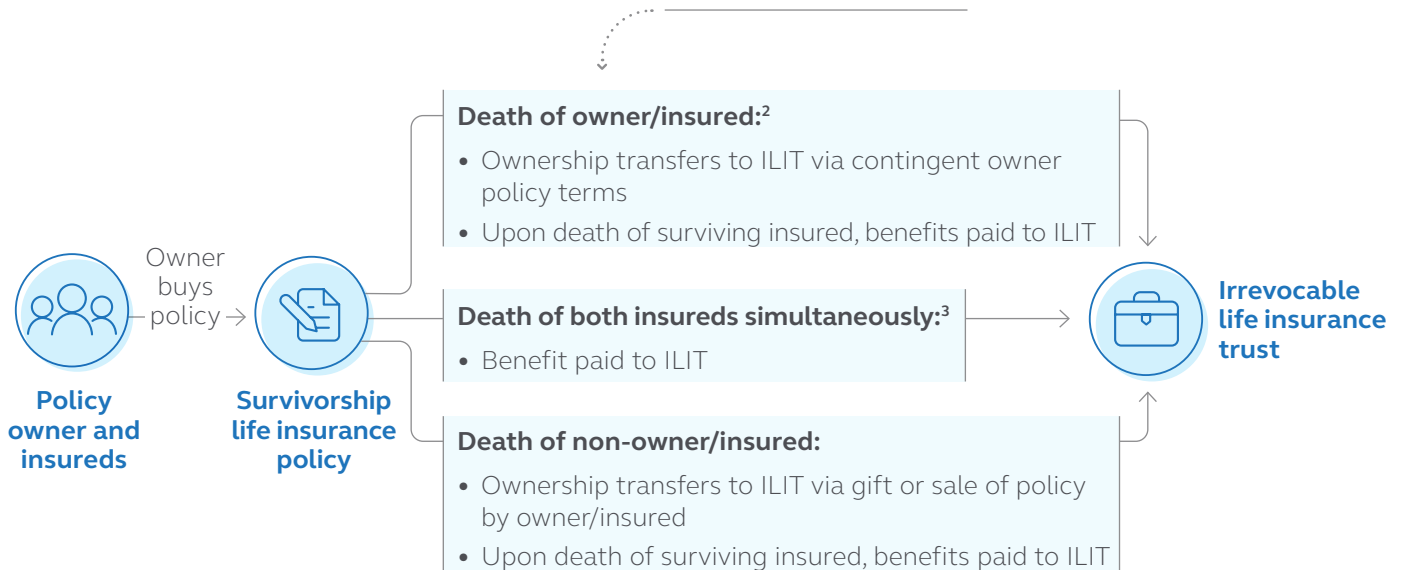 Death of owner/insured:²
• Ownership transfers to ILIT via contingent owner
policy terms
• Upon death of surviving insured, benefits paid to ILIT
Owner
buys
policy
Death of both insureds simultaneously:³
• Benefit paid to ILIT
Irrevocable
life insurance
trust
Policy
owner and
insureds
Survivorship
life insurance
policy
Death of non-owner/insured:
• Ownership transfers to ILIT via gift or sale of policy
by owner/insured
• Upon death of surviving insured, benefits paid to ILIT